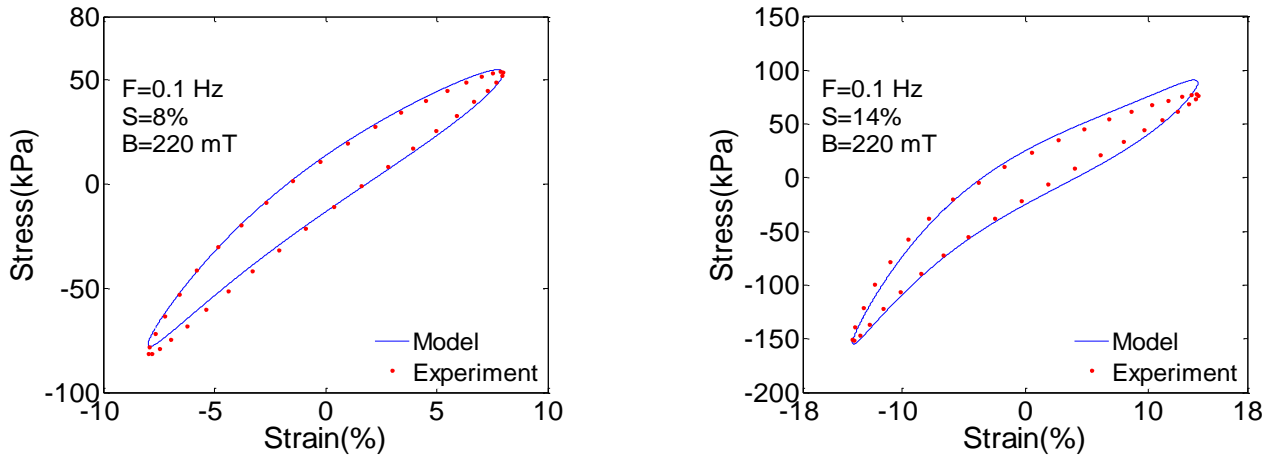 80
50
0
-50
-100
Stress(kPa)
F=0.1 Hz
S=8%
B=220 mT
Model
Experiment
-10
-5
0
5
10
Strain(%)
150
100
50
0
-50
-100
-150
-200
Stress(kPa)
F=0.1 Hz
S=14%
B=220 mT
Model
Experiment
-18
-10
0
10
18
Strain(%)